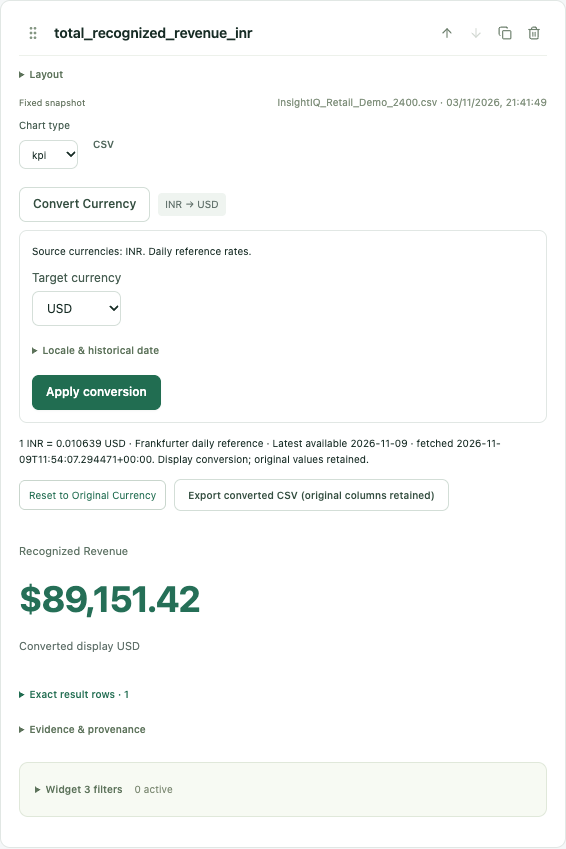 total_recognized_revenue_inr
Layout
Fixed snapshot
InsightIQ_Retail_Demo_2400.csv · 03/11/2026, 21:41:49
Chart type
kpi
CSV
Convert Currency
INR → USD
Source currencies: INR. Daily reference rates.
Target currency
USD
Locale & historical date
Apply conversion
1 INR = 0.010639 USD · Frankfurter daily reference · Latest available 2026-11-09 · fetched 2026-11-
09T11:54:07.294471+00:00. Display conversion; original values retained.
Reset to Original Currency
Export converted CSV (original columns retained)
Recognized Revenue
$89,151.42
Converted display USD
Exact result rows · 1
Evidence & provenance
Widget 3 filters 0 active